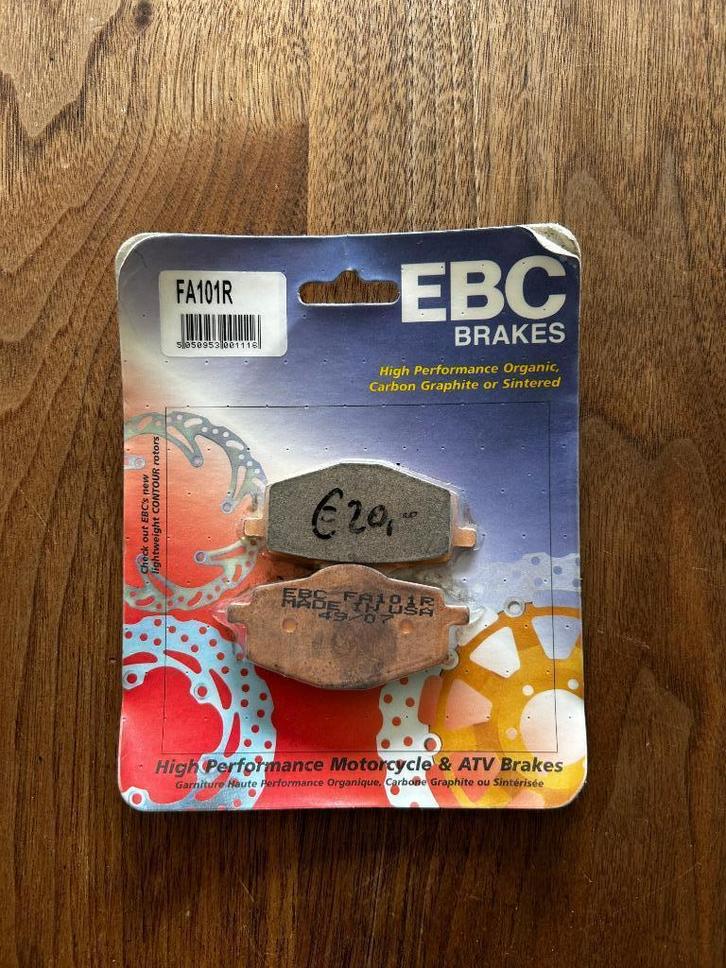 FA101R
5 050953 001116
EBC
BRAKES
High Performance Organic,
Carbon Graphite or Sintered
Check out EBC's new
lightweight CONTOUR rotors
€20,-
EBC FA101R
MADE IN USA
49/07
High Performance Motorcycle & ATV Brakes
Garniture Haute Performance Organique, Carbone Graphite ou Sintérisée